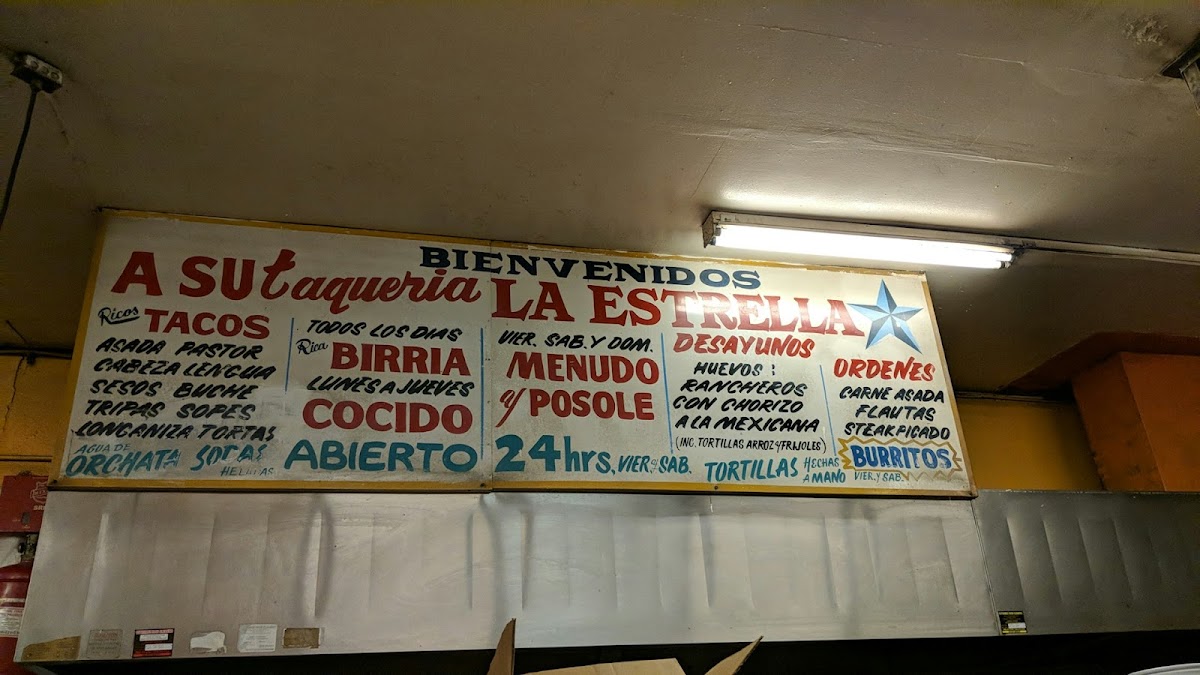 BIENVENIDOS
A SU taqueria LA ESTRELLA
Ricos TACOS
ASADA PASTOR
CABEZA LENGUA
SESOS BUCHE
TRIPAS SOPES
LONGANIZA TORTAS
AGUA DE
ORCHATA SODAS
HELADAS
TODOS LOS DIAS
Rica BIRRIA
LUNES A JUEVES
COCIDO
ABIERTO 24 hrs, VIER. y SAB.
VIER. SAB. Y DOM.
MENUDO
y POSOLE
DESAYUNOS
HUEVOS:
RANCHEROS
CON CHORIZO
A LA MEXICANA
(INC. TORTILLAS ARROZ y FRIJOLES)
TORTILLAS HECHAS
A MANO
ORDENES
CARNE ASADA
FLAUTAS
STEAK PICADO
BURRITOS
VIER. Y SAB.